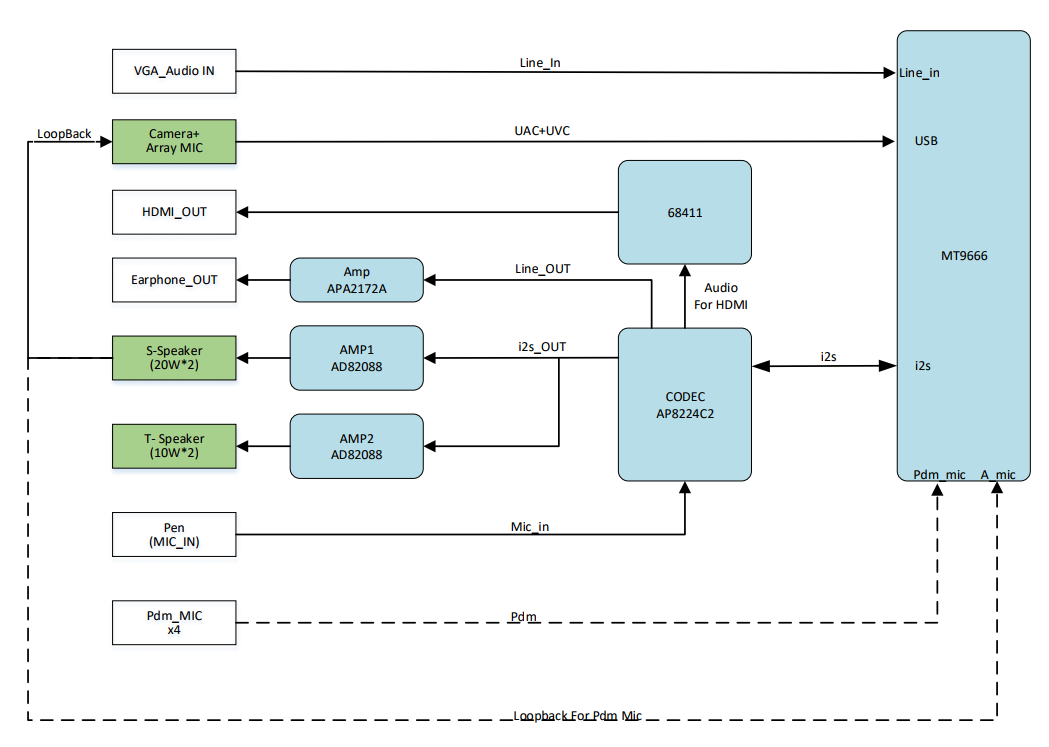 VGA_Audio IN
Line_In
Line_in
LoopBack
Camera+
Array MIC
UAC+UVC
USB
HDMI_OUT
68411
MT9666
Earphone_OUT
Amp
APA2172A
Line_OUT
Audio
For HDMI
S-Speaker
(20W*2)
AMP1
AD82088
i2s_OUT
i2s
i2s
CODEC
AP8224C2
T- Speaker
(10W*2)
AMP2
AD82088
Pdm_mic
A_mic
Pen
(MIC_IN)
Mic_in
Pdm_MIC
x4
Pdm
Loopback For Pdm Mic